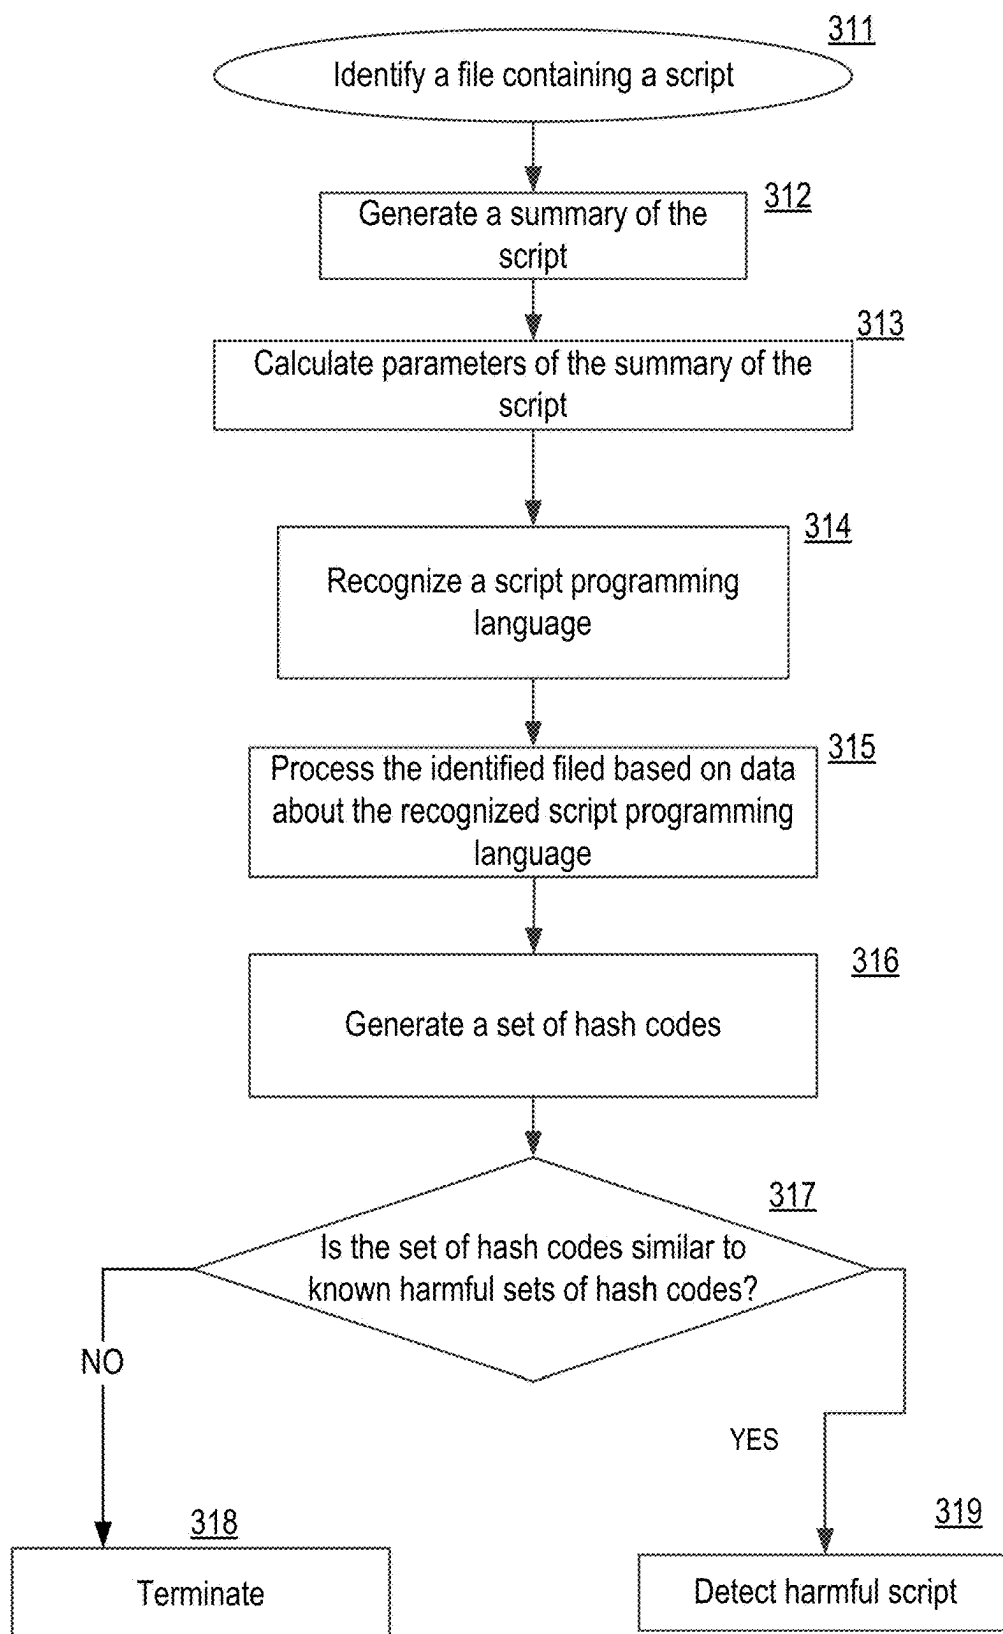 311
Identify a file containing a script
312
Generate a summary of the
script
313
Calculate parameters of the summary of the
script
314
Recognize a script programming
language
315
Process the identified filed based on data
about the recognized script programming
language
316
Generate a set of hash codes
317
Is the set of hash codes similar to
known harmful sets of hash codes?
NO
YES
318
Terminate
319
Detect harmful script